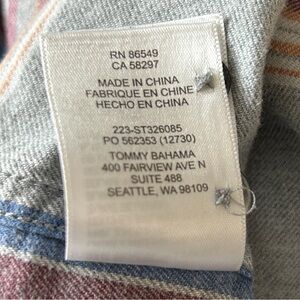 RN 86549
CA 58297
MADE IN CHINA
FABRIQUE EN CHINE
HECHO EN CHINA
223-ST326085
PO 562353 (12730)
TOMMY BAHAMA
400 FAIRVIEW AVE N
SUITE 488
SEATTLE, WA 98109